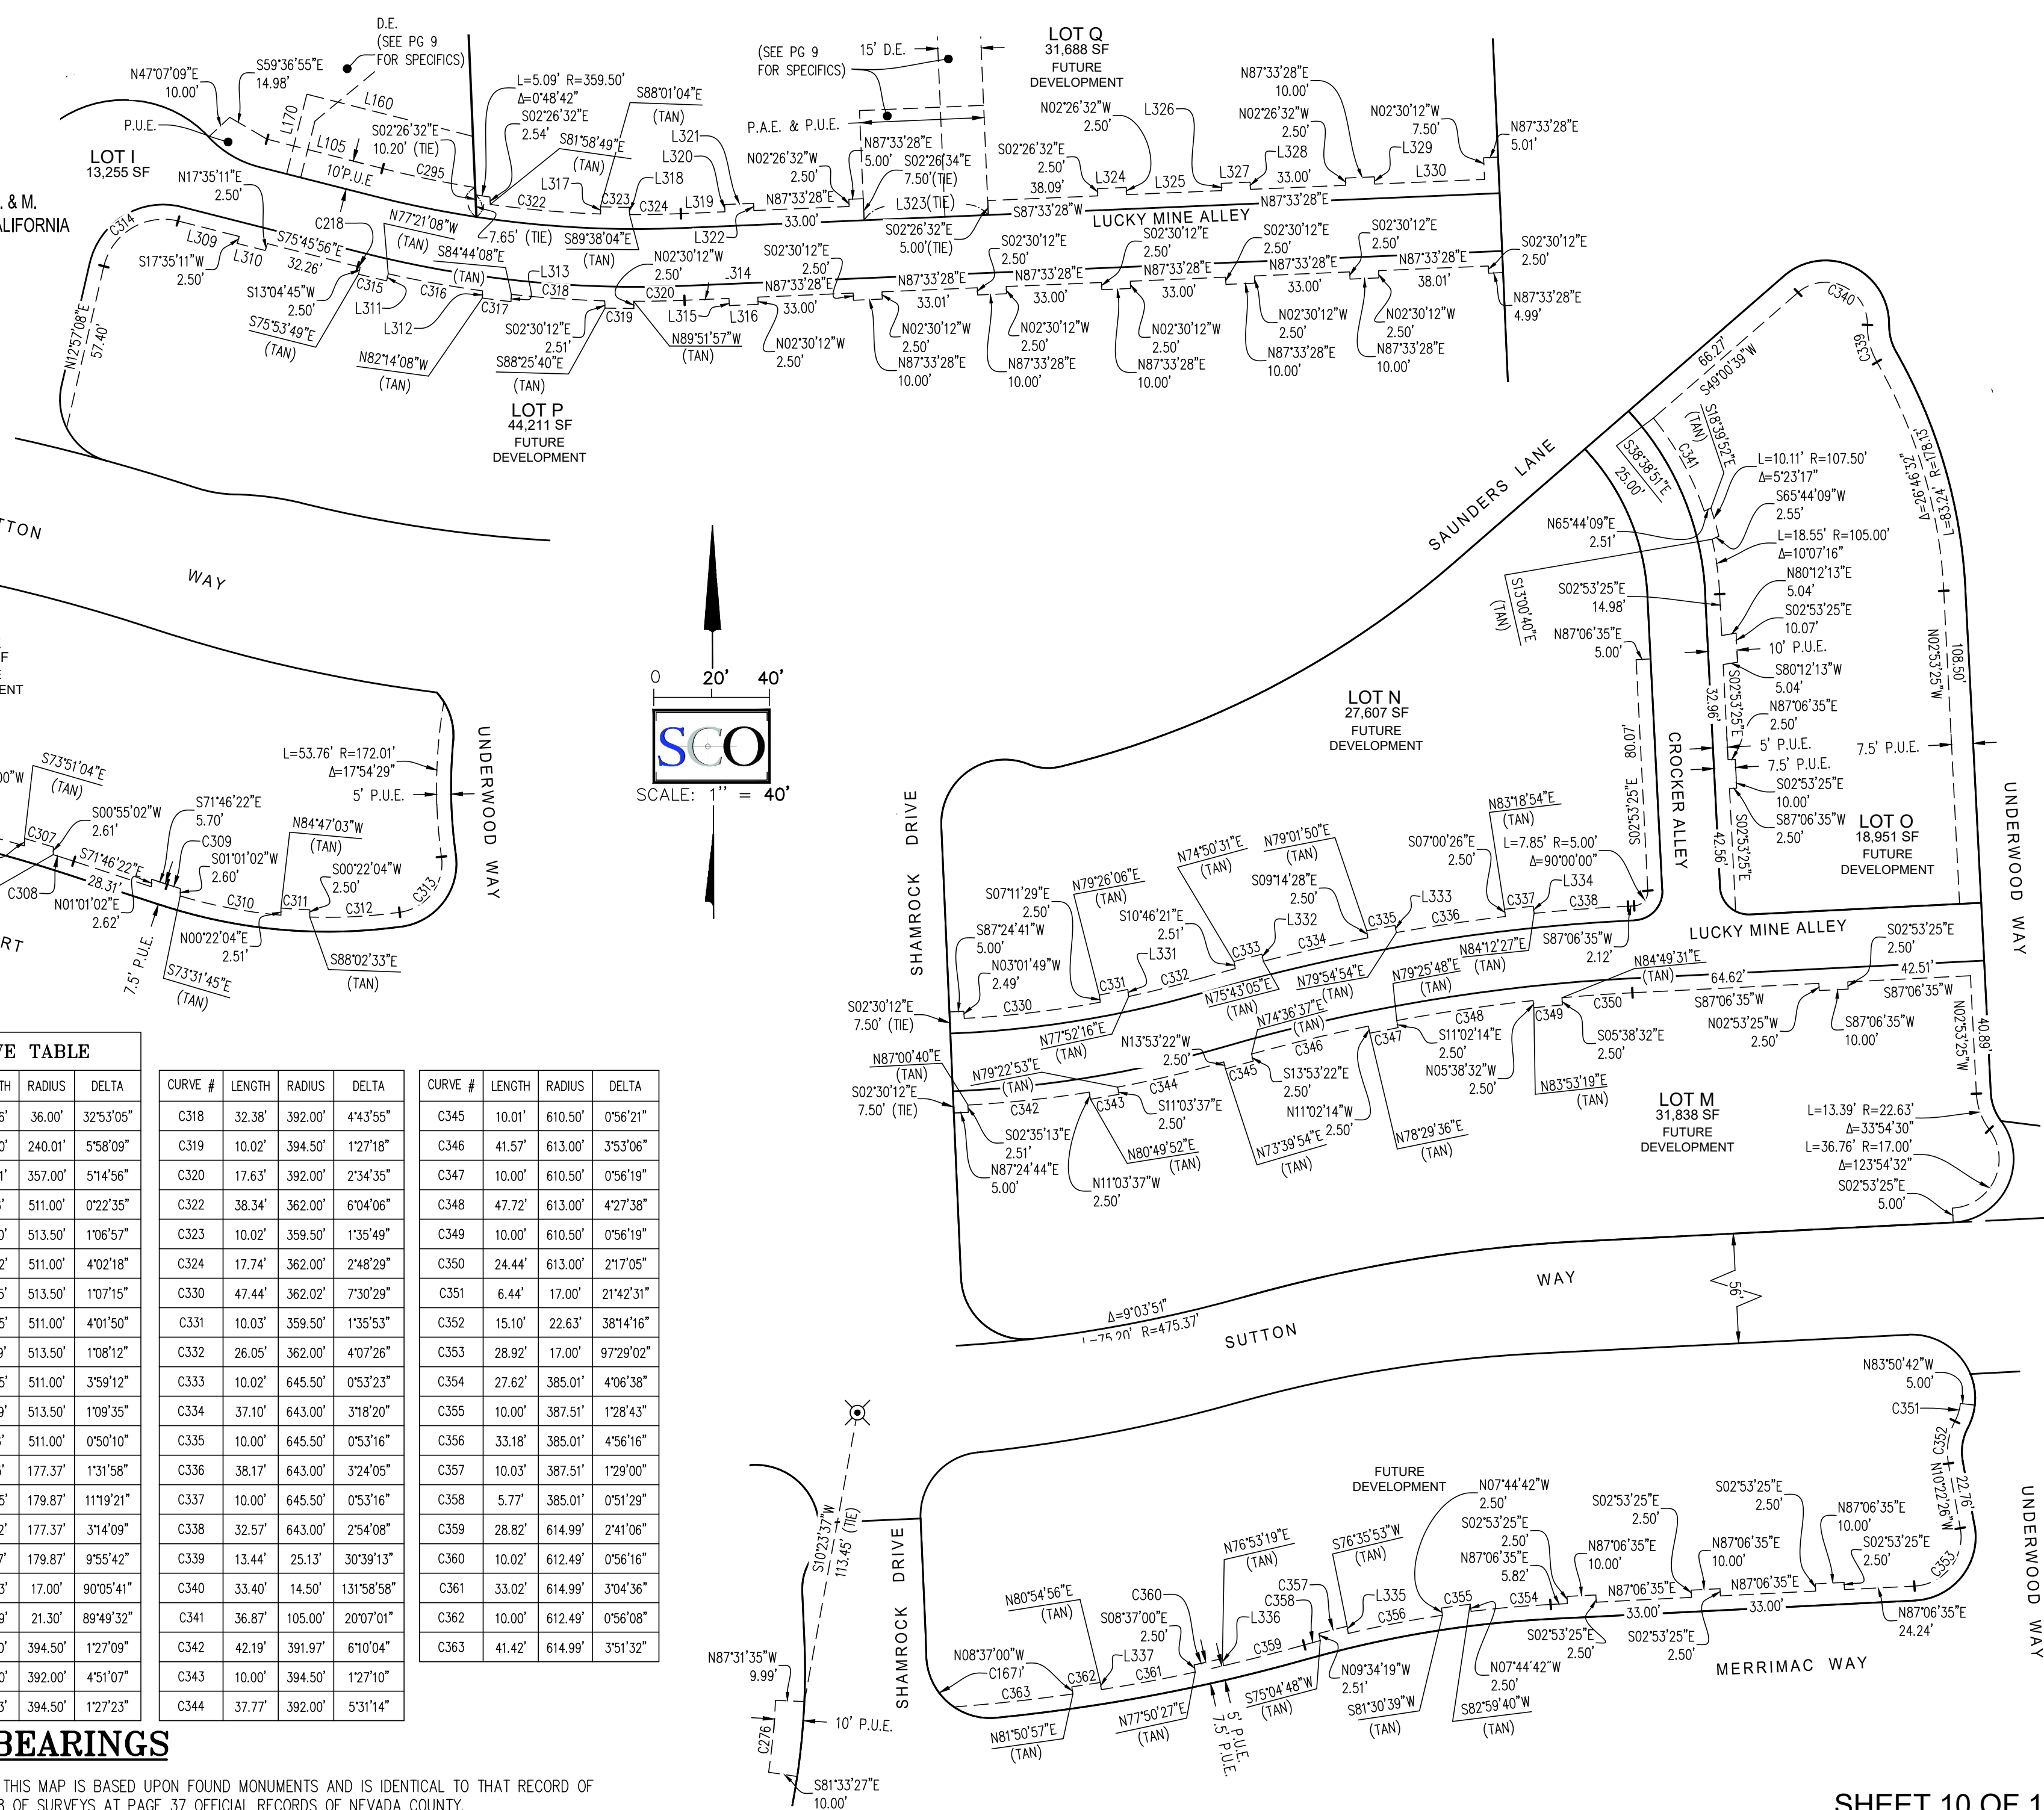 D.E.
(SEE PG 9
FOR SPECIFICS)
N47°07'09"E
10.00'
S59°36'55"E
14.98'
P.U.E.
L170
L160
L105
10'P.U.E
C295
LOT I
13,255 SF
. & M.
ALIFORNIA
S02°26'32"E
10.20' (TIE)
L=5.09' R=359.50'
Δ=0°48'42"
S02°26'32"E
2.54'
S81°58'49"E
(TAN)
S88°01'04"E
(TAN)
L317
C322
C323
L318
C324
L321
L320
L319
L322
7.65' (TIE)
S89°38'04"E
(TAN)
(SEE PG 9
FOR SPECIFICS)
15' D.E.
P.A.E. & P.U.E.
N02°26'32"W
2.50'
N87°33'28"E
5.00'
S02°26'34"E
7.50'(TIE)
N87°33'28"E
33.00'
L323(TIE)
S02°26'32"E
5.00'(TIE)
LOT Q
31,688 SF
FUTURE
DEVELOPMENT
N02°26'32"W
2.50'
L326
N87°33'28"E
10.00'
N02°26'32"W
2.50'
N02°30'12"W
7.50'
N87°33'28"E
5.01'
S02°26'32"E
2.50'
38.09'
L324
L325
L327
L328
33.00'
L329
L330
S87°33'28"W
LUCKY MINE ALLEY
N87°33'28"E
C314
N17°35'11"E
2.50'
L309
S17°35'11"W
2.50'
L310
S75°45'56"E
32.26'
C218
N77°21'08"W
(TAN)
S84°44'08"E
(TAN)
S13°04'45"W
2.50'
C315
L311
C316
L312
C317
L313
C318
S75°53'49"E
(TAN)
N82°14'08"W
(TAN)
S02°30'12"E
2.51'
S88°25'40"E
(TAN)
C319
N02°30'12"W
2.50'
C320
L315
L314
L316
N89°51'57"W
(TAN)
S02°30'12"E
2.50'
N87°33'28"E
33.00'
N02°30'12"W
2.50'
N87°33'28"E
33.01'
S02°30'12"E
2.50'
N87°33'28"E
33.00'
S02°30'12"E
2.50'
N87°33'28"E
33.00'
S02°30'12"E
2.50'
N87°33'28"E
33.00'
S02°30'12"E
2.50'
N87°33'28"E
38.01'
S02°30'12"E
2.50'
N87°33'28"E
4.99'
N02°30'12"W
2.50'
N87°33'28"E
10.00'
N02°30'12"W
2.50'
N87°33'28"E
10.00'
N02°30'12"W
2.50'
N87°33'28"E
10.00'
N02°30'12"W
2.50'
N87°33'28"E
10.00'
N02°30'12"W
2.50'
N87°33'28"E
10.00'
N12°57'08"E
57.40'
LOT P
44,211 SF
FUTURE
DEVELOPMENT
TTON
WAY
0 20' 40'
SCO
SCALE: 1'' = 40'
F
E
ENT
00"W
S73°51'04"E
(TAN)
C307
S00°55'02"W
2.61'
S71°46'22"E
28.31'
C308
S71°46'22"E
5.70'
C309
S01°01'02"W
2.60'
N01°01'02"E
2.62'
7.5' P.U.E.
S73°31'45"E
(TAN)
C310
N00°22'04"E
2.51'
N84°47'03"W
(TAN)
C311
S00°22'04"W
2.50'
C312
S88°02'33"E
(TAN)
C313
L=53.76' R=172.01'
Δ=17°54'29"
5' P.U.E.
UNDERWOOD WAY
RT
C340
C339
66.27'
S49°00'39"W
SAUNDERS LANE
S18°39'52"E
(TAN)
C341
S38°38'51"E
25.00'
L=83.24' R=178.13'
Δ=26°46'32"
L=10.11' R=107.50'
Δ=5°23'17"
S65°44'09"W
2.55'
N65°44'09"E
2.51'
L=18.55' R=105.00'
Δ=10°07'16"
S13°00'40"E
(TAN)
S02°53'25"E
14.98'
N80°12'13"E
5.04'
S02°53'25"E
10.07'
10' P.U.E.
N87°06'35"E
5.00'
S80°12'13"W
5.04'
S02°53'25"E
32.96'
N87°06'35"E
2.50'
5' P.U.E.
7.5' P.U.E.
7.5' P.U.E.
S02°53'25"E
10.00'
S87°06'35"W
2.50'
N02°53'25"W
108.50'
S02°53'25"E
42.56'
S02°53'25"E 80.07'
CROCKER ALLEY
LOT O
18,951 SF
FUTURE
DEVELOPMENT
UNDERWOOD WAY
LOT N
27,607 SF
FUTURE
DEVELOPMENT
SHAMROCK DRIVE
S07°11'29"E
2.50'
N79°26'06"E
(TAN)
S87°24'41"W
5.00'
N03°01'49"W
2.49'
S02°30'12"E
7.50' (TIE)
C330
C331
L331
S10°46'21"E
2.51'
N74°50'31"E
(TAN)
C332
C333
L332
N79°01'50"E
(TAN)
S09°14'28"E
2.50'
C334
C335
L333
S07°00'26"E
2.50'
N83°18'54"E
(TAN)
L=7.85' R=5.00'
Δ=90°00'00"
C336
C337
L334
C338
S87°06'35"W
2.12'
N77°52'16"E
(TAN)
N75°43'05"E
(TAN)
N79°54'54"E
(TAN)
N84°12'27"E
(TAN)
LUCKY MINE ALLEY
N87°00'40"E
(TAN)
S02°30'12"E
7.50' (TIE)
N79°22'53"E
(TAN)
N13°53'22"W
2.50'
N74°36'37"E
(TAN)
N79°25'48"E
(TAN)
N84°49'31"E
(TAN)
C342
C343
C344
C345
C346
C347
C348
C349
C350
S02°35'13"E
2.51'
N87°24'44"E
5.00'
N11°03'37"W
2.50'
S11°03'37"E
2.50'
N80°49'52"E
(TAN)
S13°53'22"E
2.50'
N73°39'54"E
(TAN)
N11°02'14"W
2.50'
S11°02'14"E
2.50'
N78°29'36"E
(TAN)
N05°38'32"W
2.50'
S05°38'32"E
2.50'
N83°53'19"E
(TAN)
64.62'
S87°06'35"W
N02°53'25"W
2.50'
S87°06'35"W
10.00'
S02°53'25"E
2.50'
42.51'
S87°06'35"W
N02°53'25"W
40.89'
LOT M
31,838 SF
FUTURE
DEVELOPMENT
L=13.39' R=22.63'
Δ=33°54'30"
L=36.76' R=17.00'
Δ=123°54'32"
S02°53'25"E
5.00'
Δ=9°03'51"
L=75.20' R=475.37'
SUTTON
WAY
56'
VE TABLE
TH RADIUS DELTA
6' 36.00' 32°53'05"
0' 240.01' 5°58'09"
1' 357.00' 5°14'56"
511.00' 0°22'35"
0' 513.50' 1°06'57"
2' 511.00' 4°02'18"
5' 513.50' 1°07'15"
5' 511.00' 4°01'50"
9' 513.50' 1°08'12"
5' 511.00' 3°59'12"
9' 513.50' 1°09'35"
511.00' 0°50'10"
177.37' 1°31'58"
5' 179.87' 11°19'21"
2' 177.37' 3°14'09"
7' 179.87' 9°55'42"
3' 17.00' 90°05'41"
9' 21.30' 89°49'32"
0' 394.50' 1°27'09"
0' 392.00' 4°51'07"
3' 394.50' 1°27'23"
CURVE # LENGTH RADIUS DELTA
C318 32.38' 392.00' 4°43'55"
C319 10.02' 394.50' 1°27'18"
C320 17.63' 392.00' 2°34'35"
C322 38.34' 362.00' 6°04'06"
C323 10.02' 359.50' 1°35'49"
C324 17.74' 362.00' 2°48'29"
C330 47.44' 362.02' 7°30'29"
C331 10.03' 359.50' 1°35'53"
C332 26.05' 362.00' 4°07'26"
C333 10.02' 645.50' 0°53'23"
C334 37.10' 643.00' 3°18'20"
C335 10.00' 645.50' 0°53'16"
C336 38.17' 643.00' 3°24'05"
C337 10.00' 645.50' 0°53'16"
C338 32.57' 643.00' 2°54'08"
C339 13.44' 25.13' 30°39'13"
C340 33.40' 14.50' 131°58'58"
C341 36.87' 105.00' 20°07'01"
C342 42.19' 391.97' 6°10'04"
C343 10.00' 394.50' 1°27'10"
C344 37.77' 392.00' 5°31'14"
CURVE # LENGTH RADIUS DELTA
C345 10.01' 610.50' 0°56'21"
C346 41.57' 613.00' 3°53'06"
C347 10.00' 610.50' 0°56'19"
C348 47.72' 613.00' 4°27'38"
C349 10.00' 610.50' 0°56'19"
C350 24.44' 613.00' 2°17'05"
C351 6.44' 17.00' 21°42'31"
C352 15.10' 22.63' 38°14'16"
C353 28.92' 17.00' 97°29'02"
C354 27.62' 385.01' 4°06'38"
C355 10.00' 387.51' 1°28'43"
C356 33.18' 385.01' 4°56'16"
C357 10.03' 387.51' 1°29'00"
C358 5.77' 385.01' 0°51'29"
C359 28.82' 614.99' 2°41'06"
C360 10.02' 612.49' 0°56'16"
C361 33.02' 614.99' 3°04'36"
C362 10.00' 612.49' 0°56'08"
C363 41.42' 614.99' 3°51'32"
S10°23'37"W
113.45' (TIE)
SHAMROCK DRIVE
N87°31'35"W
9.99'
C276
10' P.U.E.
S81°33'27"E
10.00'
N08°37'00"W
C(167)'
C363
N81°50'57"E
(TAN)
C362
N80°54'56"E
(TAN)
L337
C361
S08°37'00"E
2.50'
C360
N77°50'27"E
(TAN)
N76°53'19"E
(TAN)
L336
C359
5' P.U.E.
7.5' P.U.E.
S75°04'48"W
(TAN)
C357
C358
S76°35'53"W
(TAN)
L335
N09°34'19"W
2.51'
C356
S81°30'39"W
(TAN)
FUTURE
DEVELOPMENT
N07°44'42"W
2.50'
C355
N07°44'42"W
2.50'
S82°59'40"W
(TAN)
C354
S02°53'25"E
2.50'
N87°06'35"E
5.82'
N87°06'35"E
10.00'
S02°53'25"E
2.50'
N87°06'35"E
33.00'
S02°53'25"E
2.50'
S02°53'25"E
2.50'
N87°06'35"E
10.00'
N87°06'35"E
33.00'
S02°53'25"E
2.50'
N87°06'35"E
10.00'
S02°53'25"E
2.50'
N87°06'35"E
24.24'
C353
N10°22'26"W
22.76'
C352
C351
N83°50'42"W
5.00'
UNDERWOOD WAY
MERRIMAC WAY
BEARINGS
THIS MAP IS BASED UPON FOUND MONUMENTS AND IS IDENTICAL TO THAT RECORD OF
8 OF SURVEYS AT PAGE 37 OFFICIAL RECORDS OF NEVADA COUNTY.
SHEET 10 OF 1